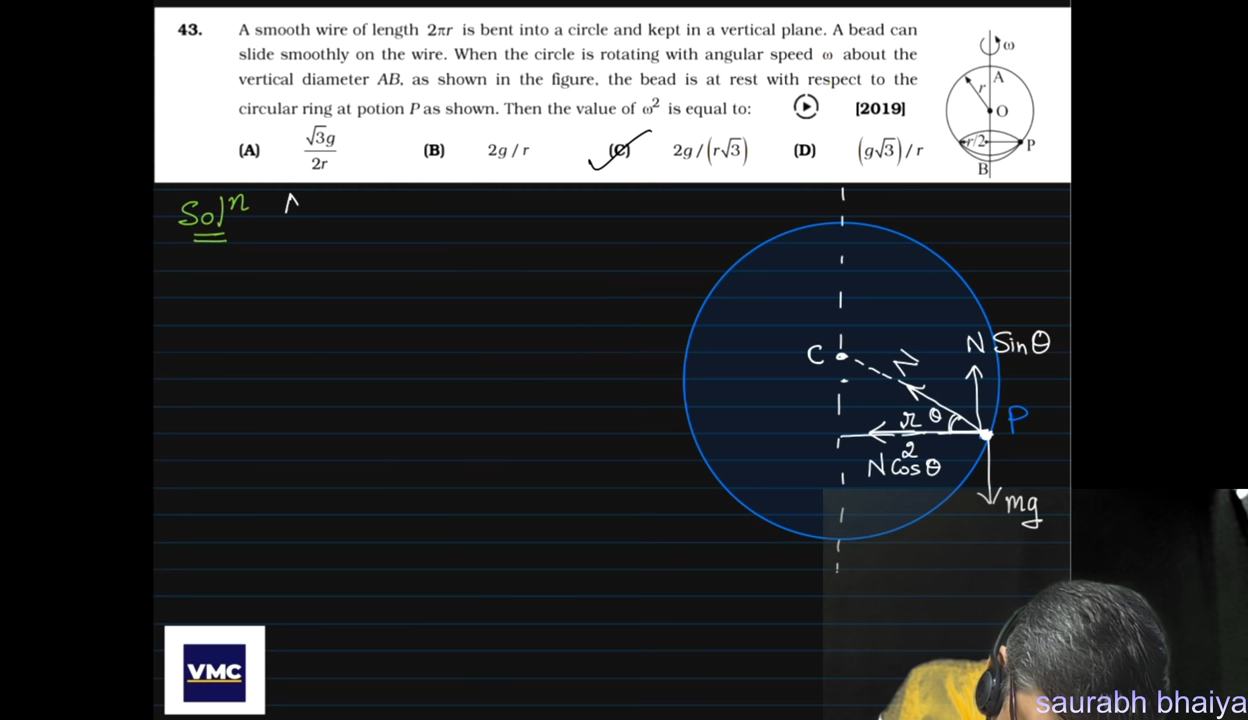 43. A smooth wire of length 2πr is bent into a circle and kept in a vertical plane. A bead can
slide smoothly on the wire. When the circle is rotating with angular speed ω about the
vertical diameter AB, as shown in the figure, the bead is at rest with respect to the
circular ring at potion P as shown. Then the value of ω² is equal to: [2019]
(A) √3g / 2r (B) 2g / r (C) 2g / (r√3) (D) (g√3) / r
ω
A
r
O
r/2
P
B
Solⁿ
C
N
N Sinθ
θ
P
r/2
N Cosθ
mg
VMC
saurabh bhaiya